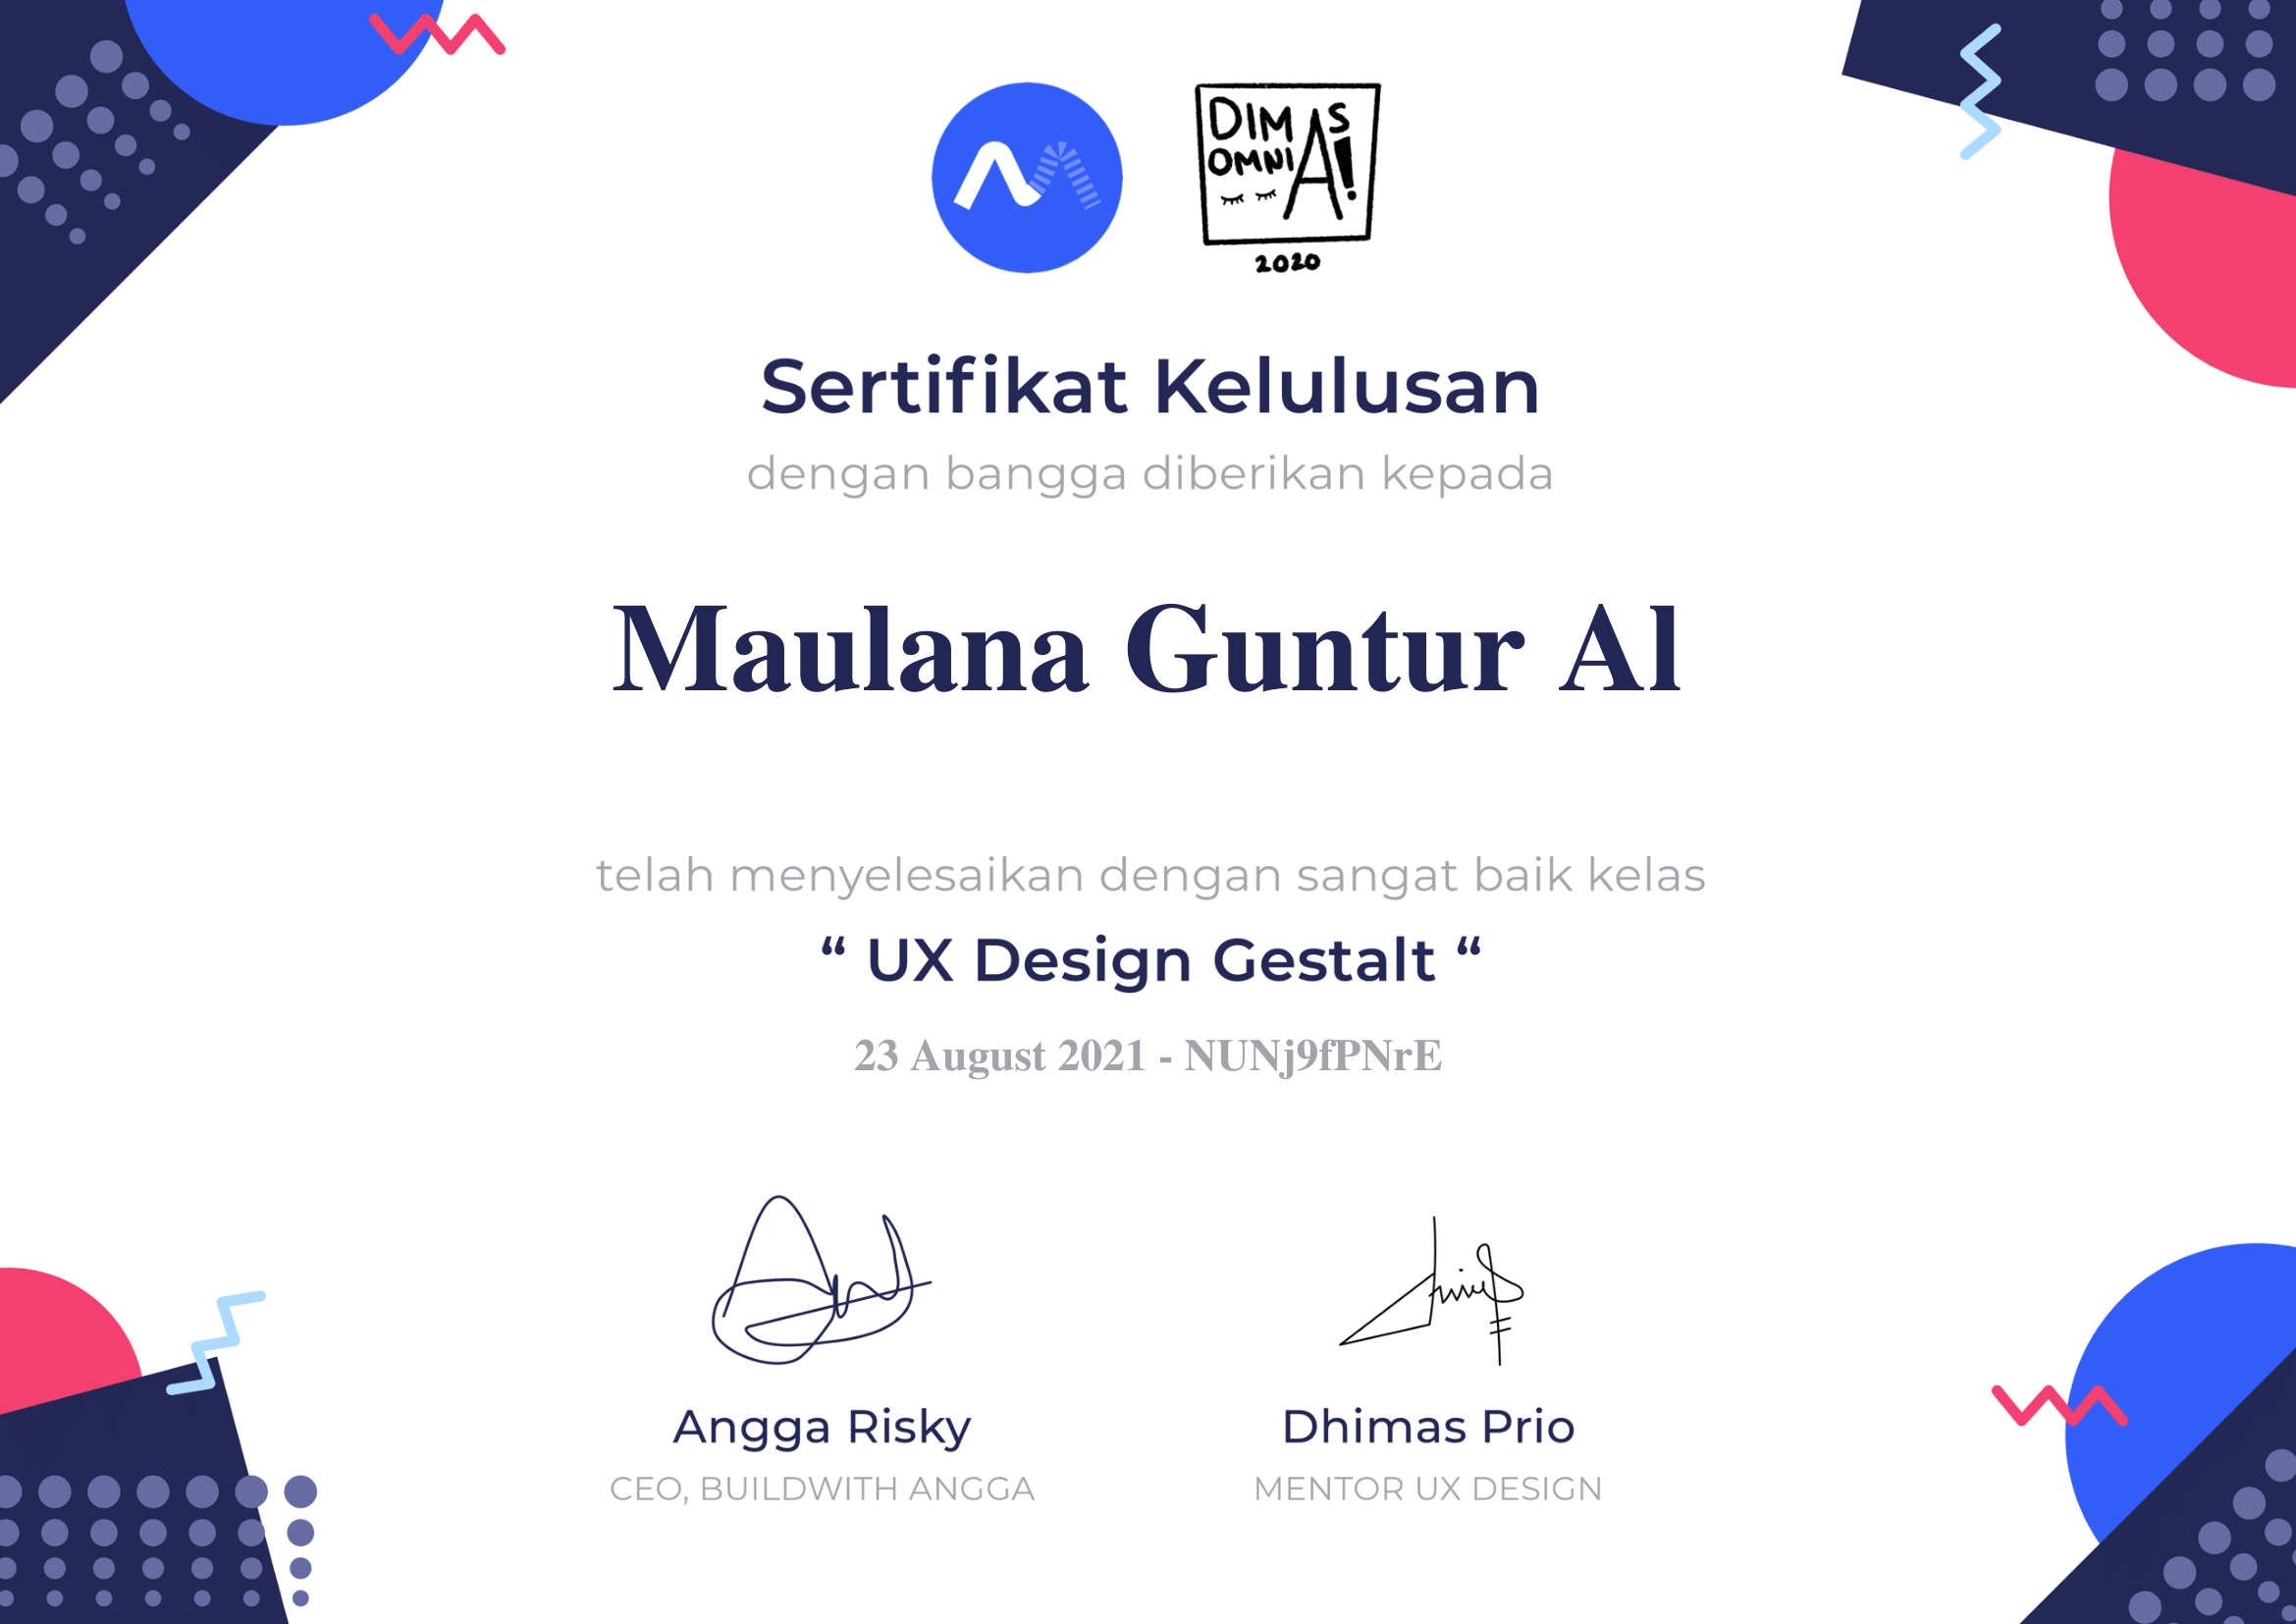 DIMAS
OMNIA!
2020
Sertifikat Kelulusan
dengan bangga diberikan kepada
Maulana Guntur Al
telah menyelesaikan dengan sangat baik kelas
“ UX Design Gestalt “
23 August 2021 - NUNj9fPNrE
Angga Risky
CEO, BUILDWITH ANGGA
Dhimas Prio
MENTOR UX DESIGN